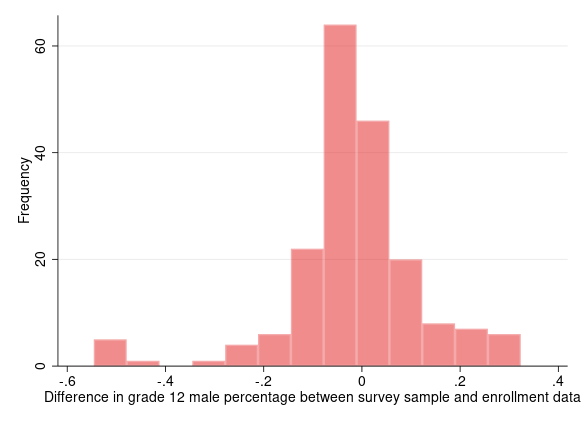 60
40
20
0
Frequency
-.6 -.4 -.2 0 .2 .4
Difference in grade 12 male percentage between survey sample and enrollment data